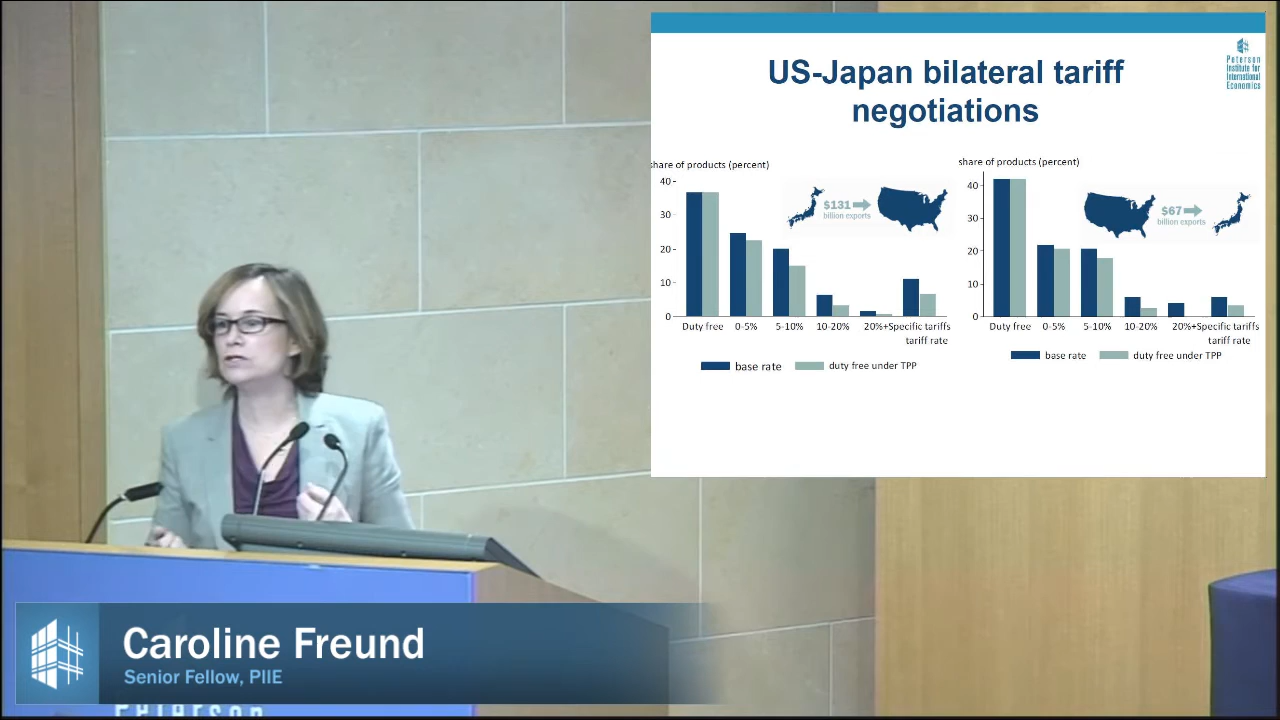 US-Japan bilateral tariff
negotiations
Peterson
Institute for
International
Economics
share of products (percent)
40
30
20
10
0
$131
billion exports
Duty free 0-5% 5-10% 10-20% 20%+ Specific tariffs
tariff rate
base rate duty free under TPP
share of products (percent)
40
30
20
10
0
$67
billion exports
Duty free 0-5% 5-10% 10-20% 20%+ Specific tariffs
tariff rate
base rate duty free under TPP
Caroline Freund
Senior Fellow, PIIE
Peterson